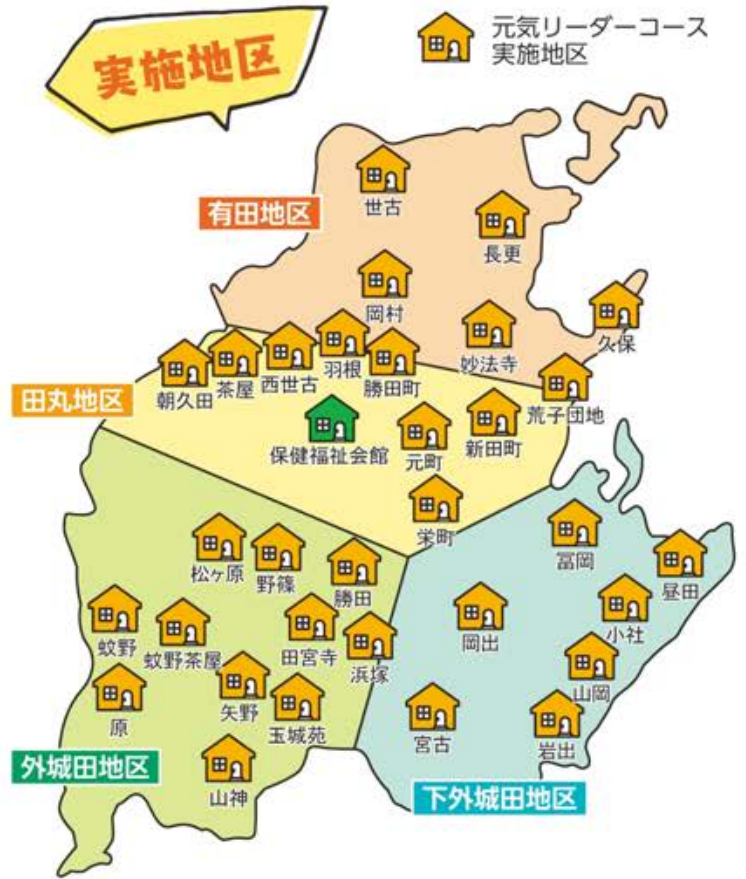 実施地区
元気リーダーコース
実施地区
有田地区
世古
長更
岡村
妙法寺
久保
田丸地区
朝久田
茶屋
西世古
羽根
勝田町
荒子団地
保健福祉会館
元町
新田町
栄町
外城田地区
松ヶ原
野篠
勝田
蚊野
蚊野茶屋
田宮寺
浜塚
原
矢野
玉城苑
山神
下外城田地区
冨岡
昼田
岡出
小社
山岡
宮古
岩出